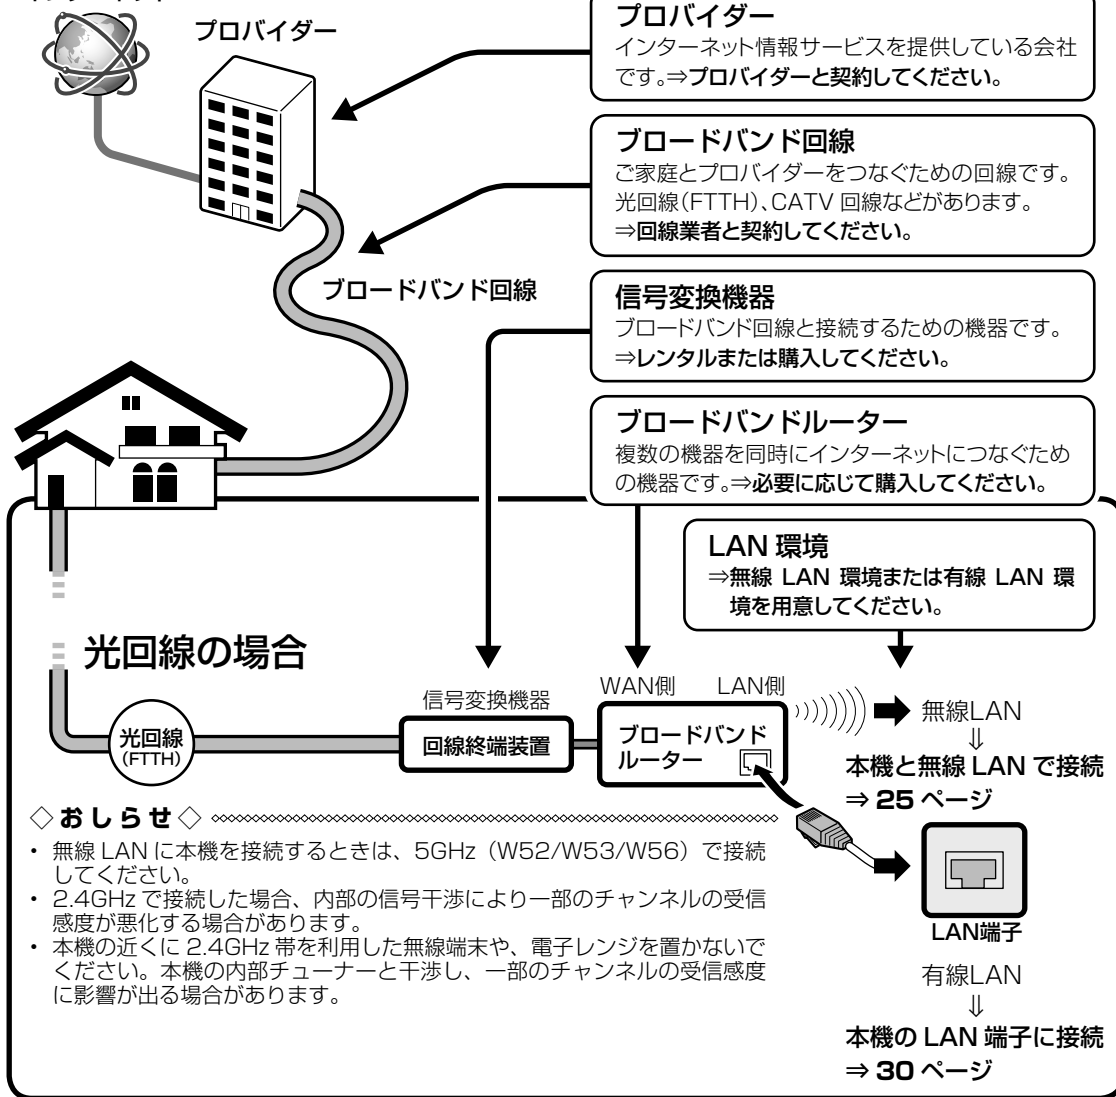 プロバイダー
プロバイダー
インターネット情報サービスを提供している会社
です。⇒プロバイダーと契約してください。
ブロードバンド回線
ご家庭とプロバイダーをつなぐための回線です。
光回線(FTTH)、CATV 回線などがあります。
⇒回線業者と契約してください。
ブロードバンド回線
信号変換機器
ブロードバンド回線と接続するための機器です。
⇒レンタルまたは購入してください。
ブロードバンドルーター
複数の機器を同時にインターネットにつなぐため
の機器です。⇒必要に応じて購入してください。
LAN 環境
⇒無線 LAN 環境または有線 LAN 環
境を用意してください。
光回線の場合
信号変換機器
WAN側 LAN側
光回線
(FTTH)
回線終端装置
ブロードバンド
ルーター
無線LAN
⇓
本機と無線 LAN で接続
⇒ 25 ページ
LAN端子
有線LAN
⇓
本機の LAN 端子に接続
⇒ 30 ページ
◇おしらせ◇
・ 無線 LAN に本機を接続するときは、5GHz（W52/W53/W56）で接続
してください。
・ 2.4GHz で接続した場合、内部の信号干渉により一部のチャンネルの受信
感度が悪化する場合があります。
・ 本機の近くに 2.4GHz 帯を利用した無線端末や、電子レンジを置かないで
ください。本機の内部チューナーと干渉し、一部のチャンネルの受信感度
に影響が出る場合があります。